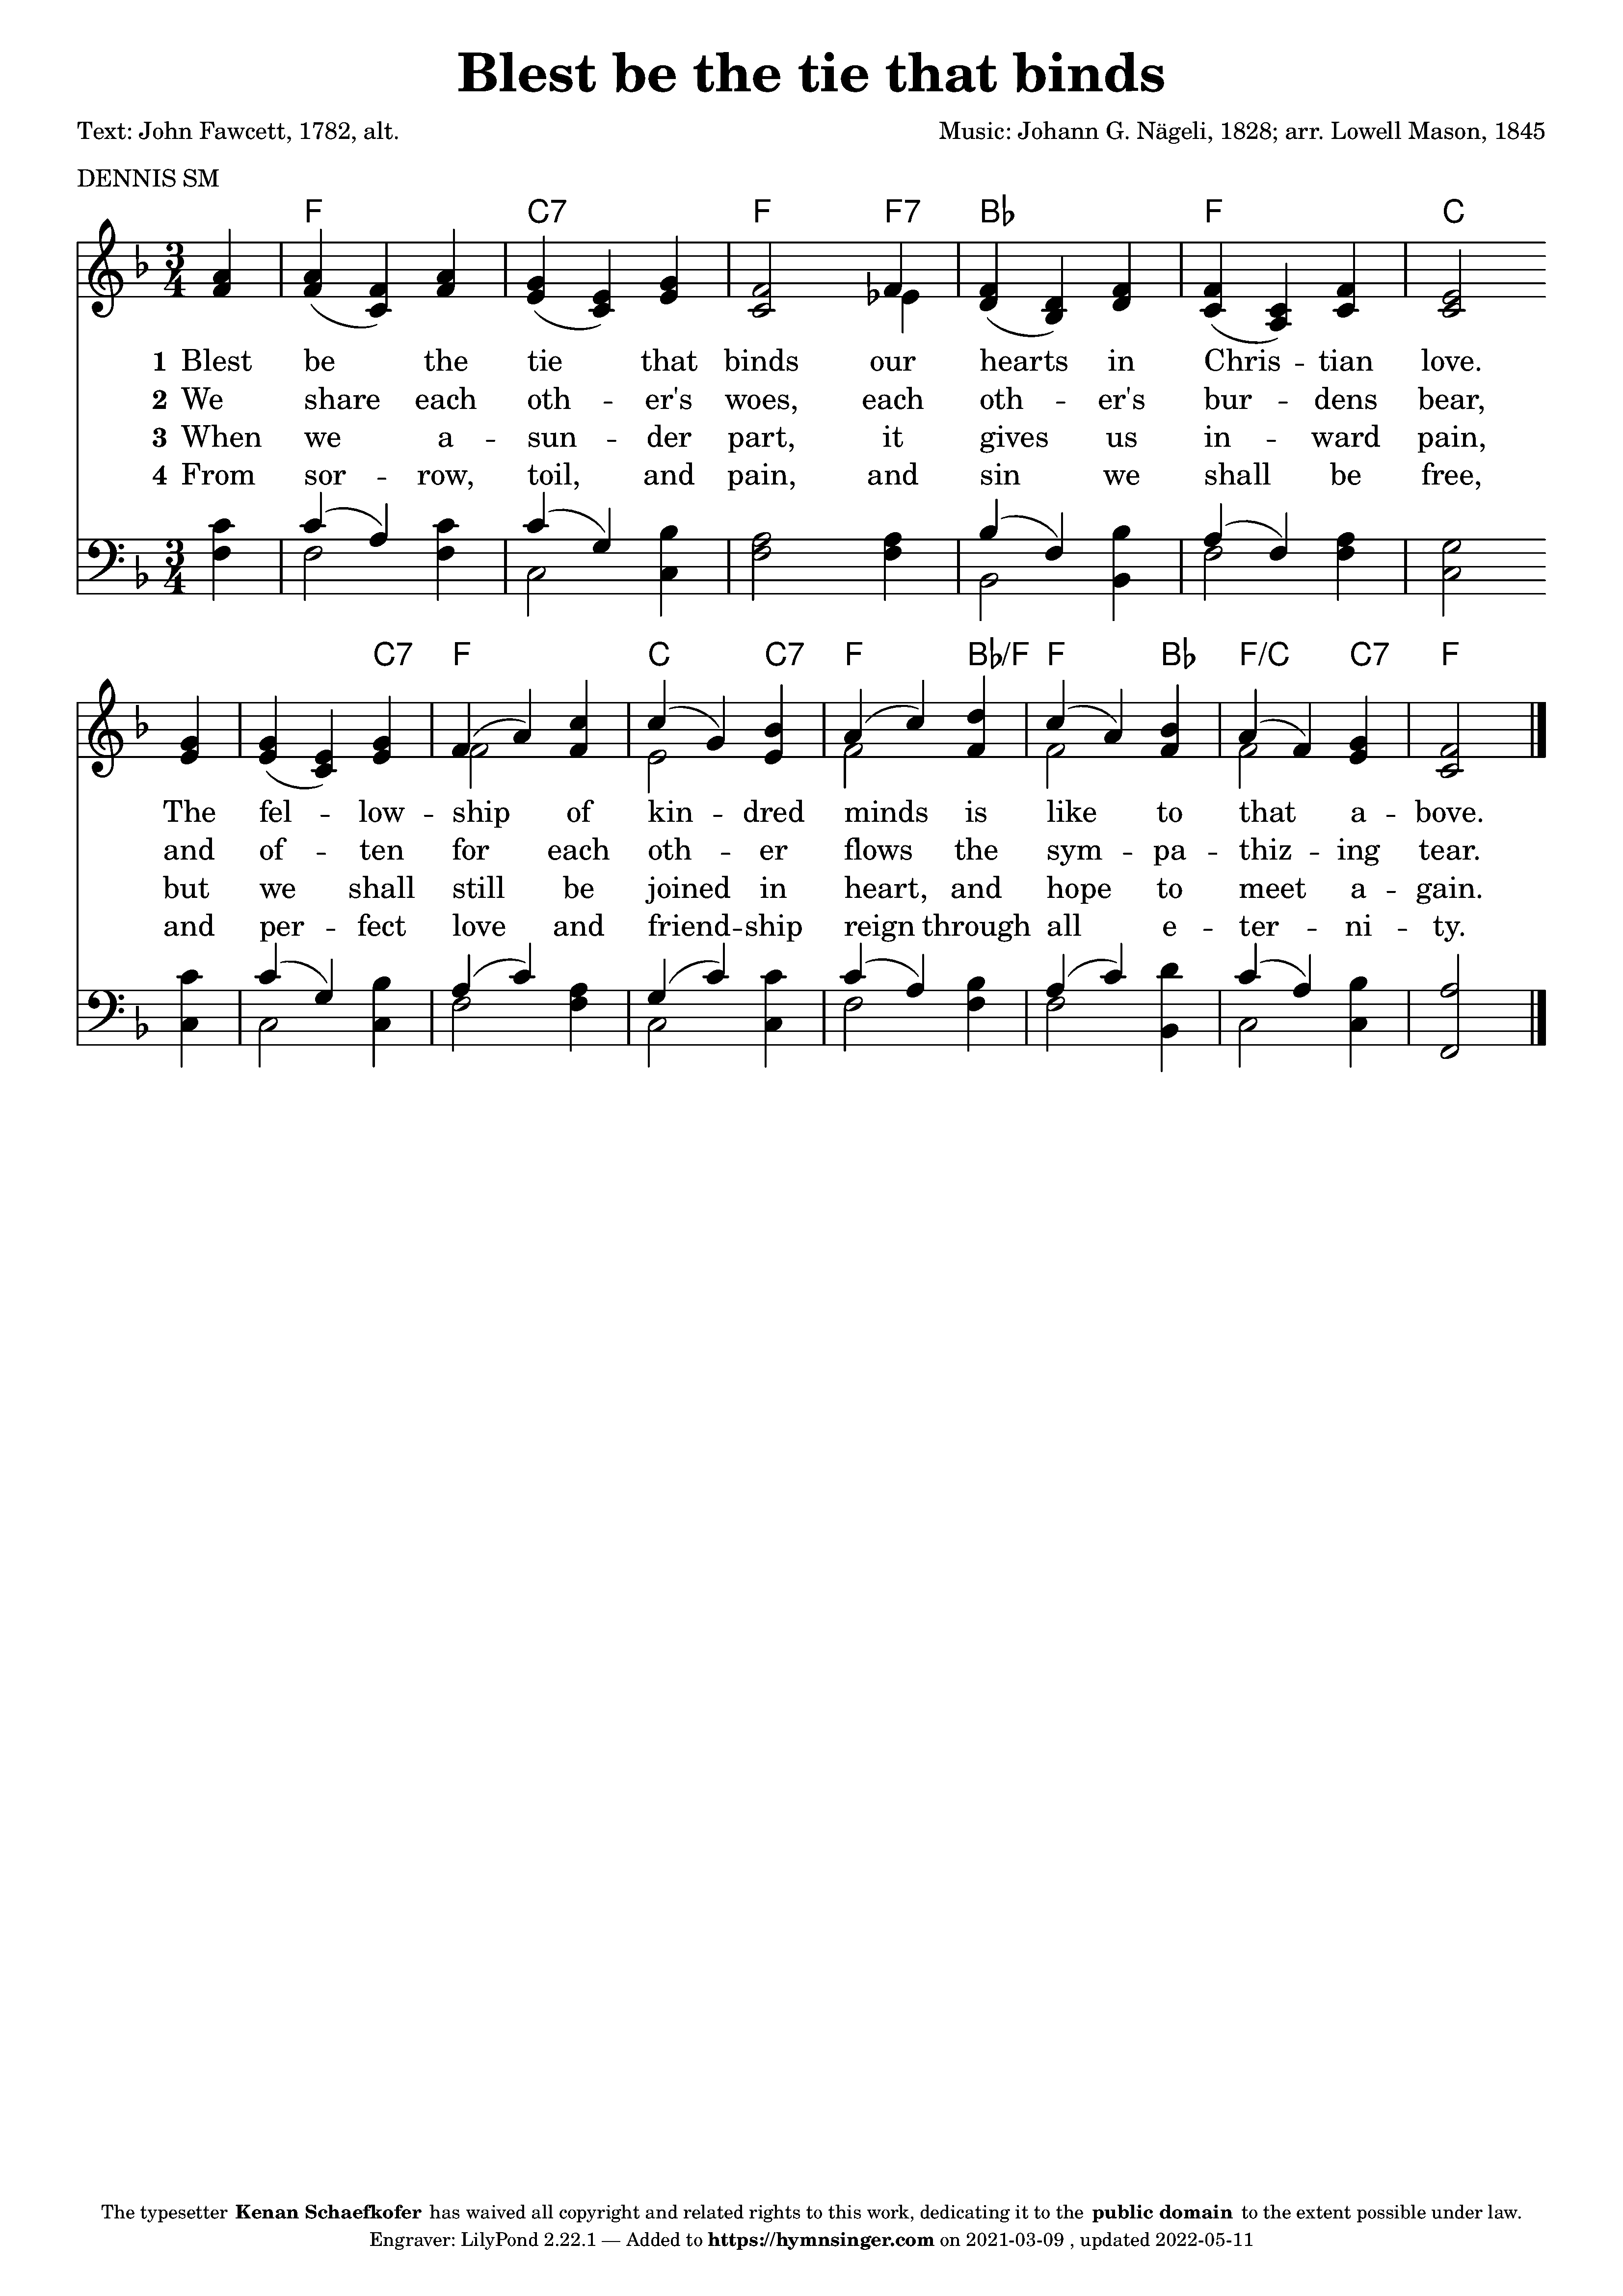 Blest be the tie that binds
Text: John Fawcett, 1782, alt.
Music: Johann G. Nägeli, 1828; arr. Lowell Mason, 1845
DENNIS SM
F C7 F F7 B♭ F C
3/4
1 Blest be the tie that binds our hearts in Chris -- tian love.
2 We share each oth -- er's woes, each oth -- er's bur -- dens bear,
3 When we a -- sun -- der part, it gives us in -- ward pain,
4 From sor -- row, toil, and pain, and sin we shall be free,
3/4
C7 F C C7 F B♭/F F B♭ F/C C7 F
The fel -- low -- ship of kin -- dred minds is like to that a -- bove.
and of -- ten for each oth -- er flows the sym -- pa -- thiz -- ing tear.
but we shall still be joined in heart, and hope to meet a -- gain.
and per -- fect love and friend -- ship reign through all e -- ter -- ni -- ty.
The typesetter Kenan Schaefkofer has waived all copyright and related rights to this work, dedicating it to the public domain to the extent possible under law.
Engraver: LilyPond 2.22.1 — Added to https://hymnsinger.com on 2021-03-09 , updated 2022-05-11